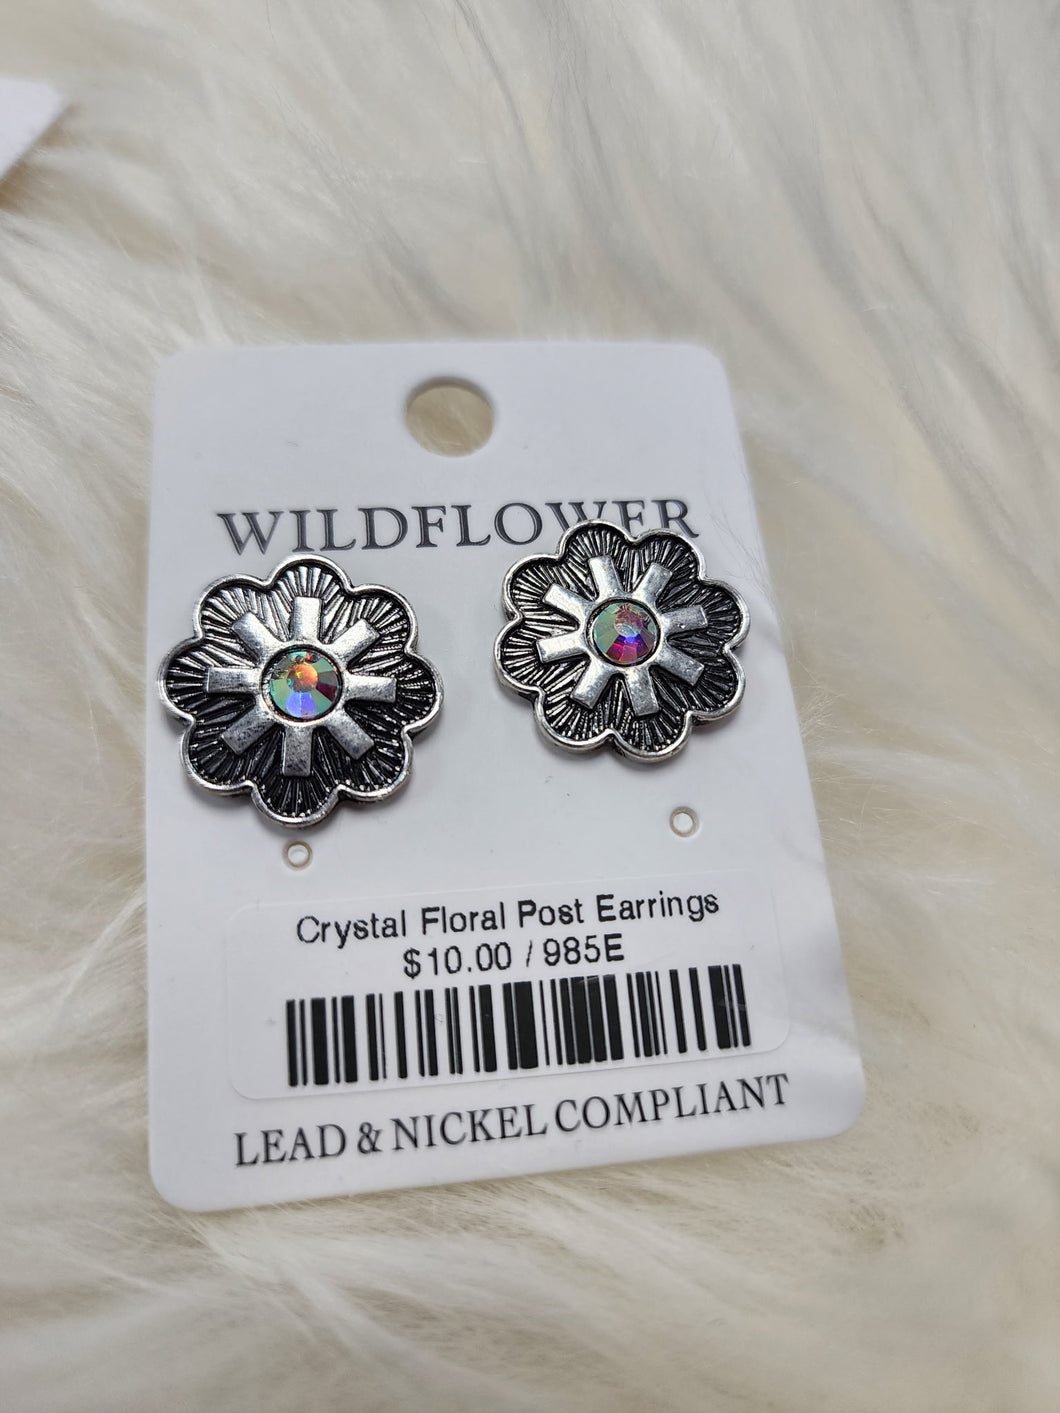 WILDFLOWER
Crystal Floral Post Earrings
$10.00 / 985E
LEAD & NICKEL COMPLIANT